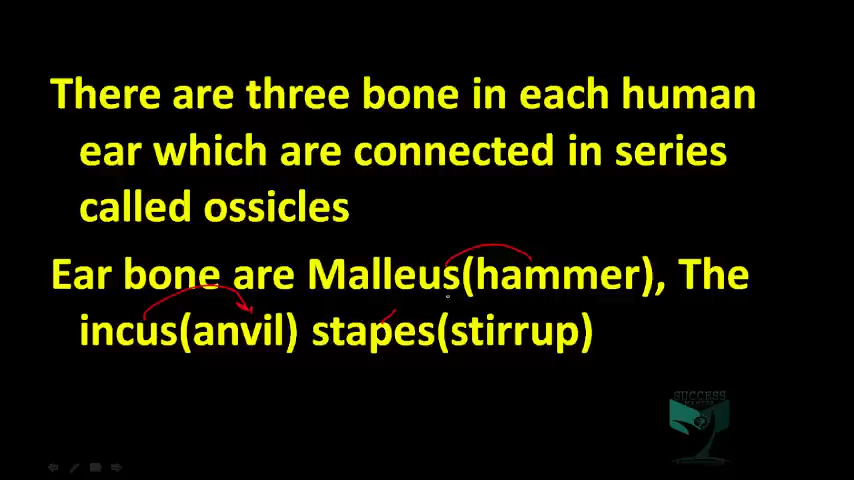 There are three bone in each human
ear which are connected in series
called ossicles
Ear bone are Malleus(hammer), The
incus(anvil) stapes(stirrup)
SUCCESS